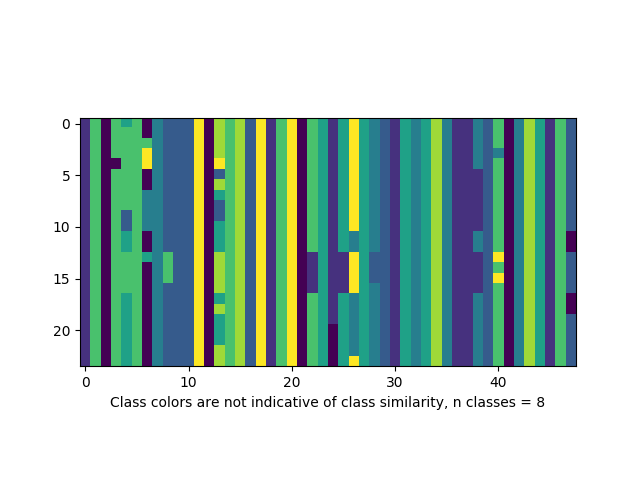 0
5
10
15
20
0 10 20 30 40
Class colors are not indicative of class similarity, n classes = 8